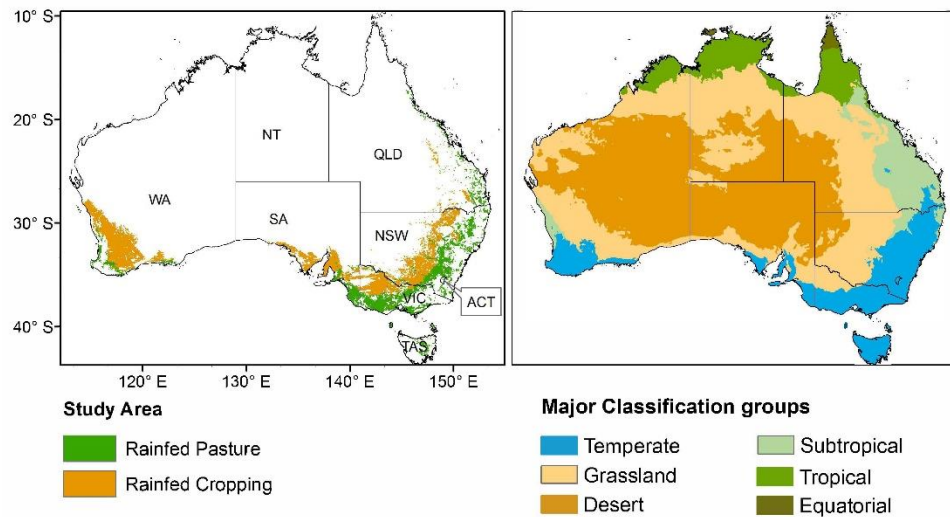 10° S
20° S
30° S
40° S
NT
QLD
WA
SA
NSW
VIC
ACT
TAS
120° E 130° E 140° E 150° E
Study Area
Rainfed Pasture
Rainfed Cropping
Major Classification groups
Temperate
Grassland
Desert
Subtropical
Tropical
Equatorial